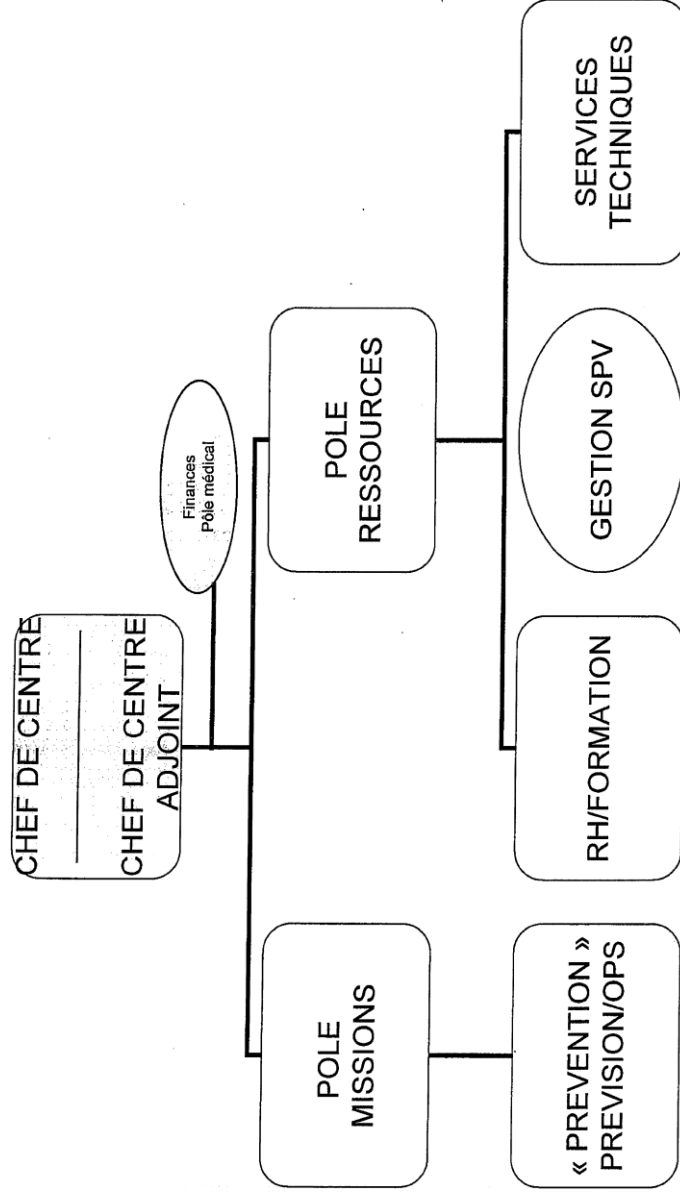 CHEF DE CENTRE
CHEF DE CENTRE
ADJOINT
Finances
Pôle médical
POLE
MISSIONS
POLE
RESSOURCES
« PREVENTION »
PREVISION/OPS
RH/FORMATION
GESTION SPV
SERVICES
TECHNIQUES